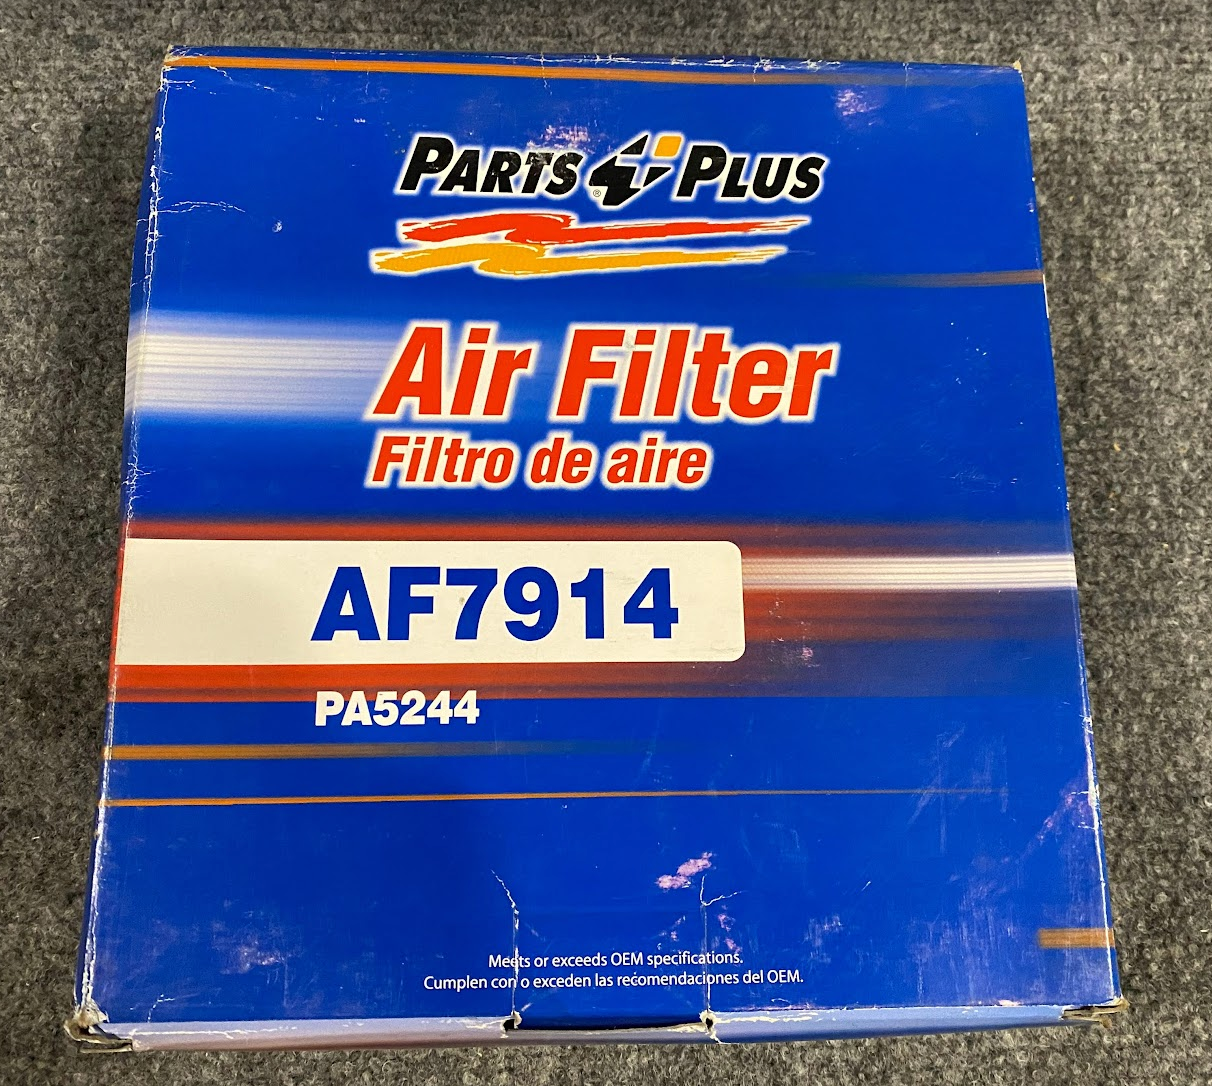 PARTS PLUS
®
Air Filter
Filtro de aire
AF7914
PA5244
Meets or exceeds OEM specifications.
Cumplen con o exceden las recomendaciones del OEM.